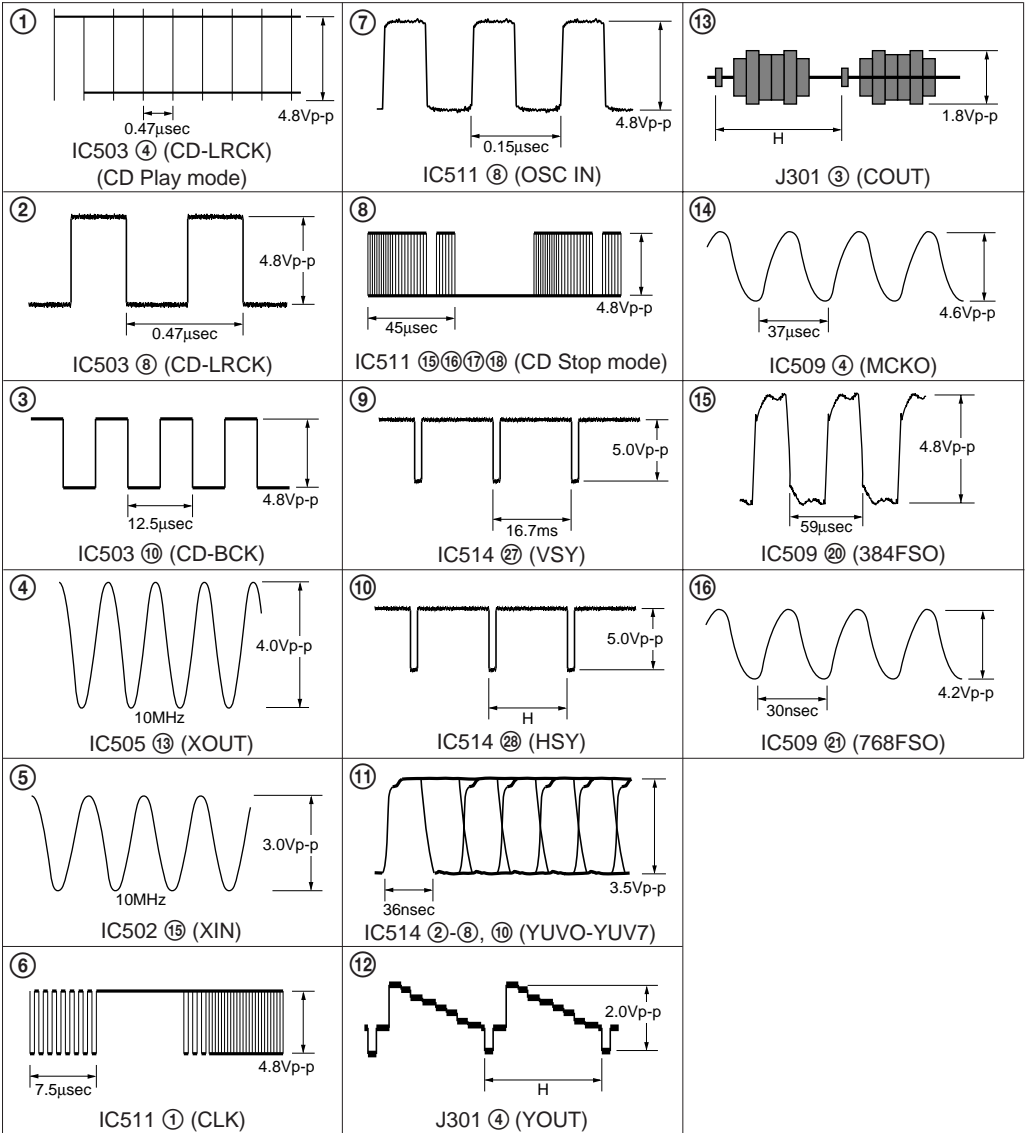 ①
4.8Vp-p
0.47µsec
IC503 ④ (CD-LRCK)
(CD Play mode)
②
4.8Vp-p
0.47µsec
IC503 ⑧ (CD-LRCK)
③
4.8Vp-p
12.5µsec
IC503 ⑩ (CD-BCK)
④
4.0Vp-p
10MHz
IC505 ⑬ (XOUT)
⑤
3.0Vp-p
10MHz
IC502 ⑮ (XIN)
⑥
4.8Vp-p
7.5µsec
IC511 ① (CLK)
⑦
4.8Vp-p
0.15µsec
IC511 ⑧ (OSC IN)
⑧
4.8Vp-p
45µsec
IC511 ⑮⑯⑰⑱ (CD Stop mode)
⑨
5.0Vp-p
16.7ms
IC514 ㉗ (VSY)
⑩
5.0Vp-p
H
IC514 ㉘ (HSY)
⑪
3.5Vp-p
36nsec
IC514 ②-⑧, ⑩ (YUVO-YUV7)
⑫
2.0Vp-p
H
J301 ④ (YOUT)
⑬
1.8Vp-p
H
J301 ③ (COUT)
⑭
4.6Vp-p
37µsec
IC509 ④ (MCKO)
⑮
4.8Vp-p
59µsec
IC509 ⑳ (384FSO)
⑯
4.2Vp-p
30nsec
IC509 ㉑ (768FSO)